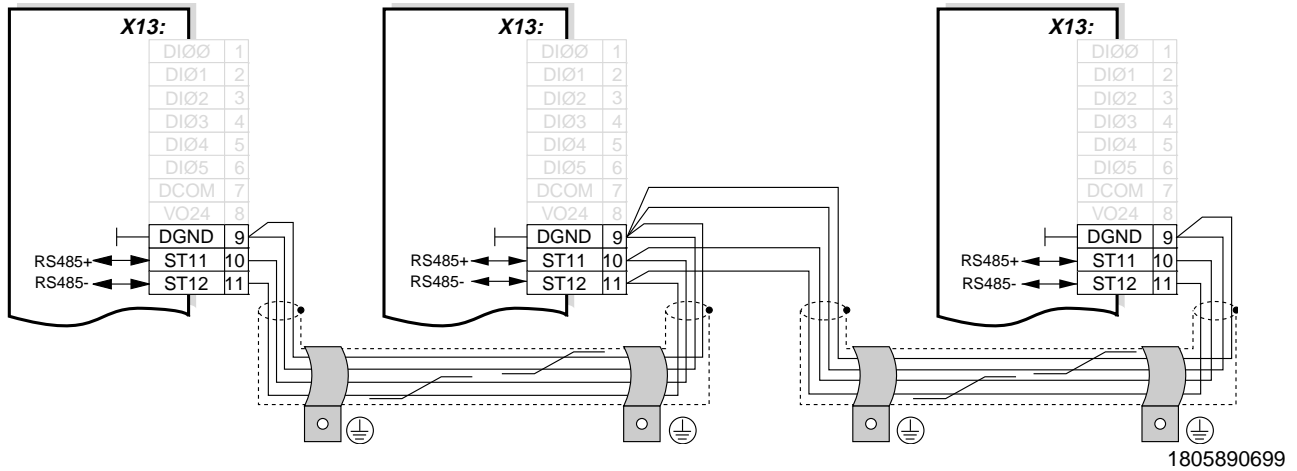 X13: X13: X13:
DIØØ 1 DIØØ 1 DIØØ 1
DIØ1 2 DIØ1 2 DIØ1 2
DIØ2 3 DIØ2 3 DIØ2 3
DIØ3 4 DIØ3 4 DIØ3 4
DIØ4 5 DIØ4 5 DIØ4 5
DIØ5 6 DIØ5 6 DIØ5 6
DCOM 7 DCOM 7 DCOM 7
VO24 8 VO24 8 VO24 8
DGND 9 DGND 9 DGND 9
RS485+ ST11 10 RS485+ ST11 10 RS485+ ST11 10
RS485- ST12 11 RS485- ST12 11 RS485- ST12 11
1805890699